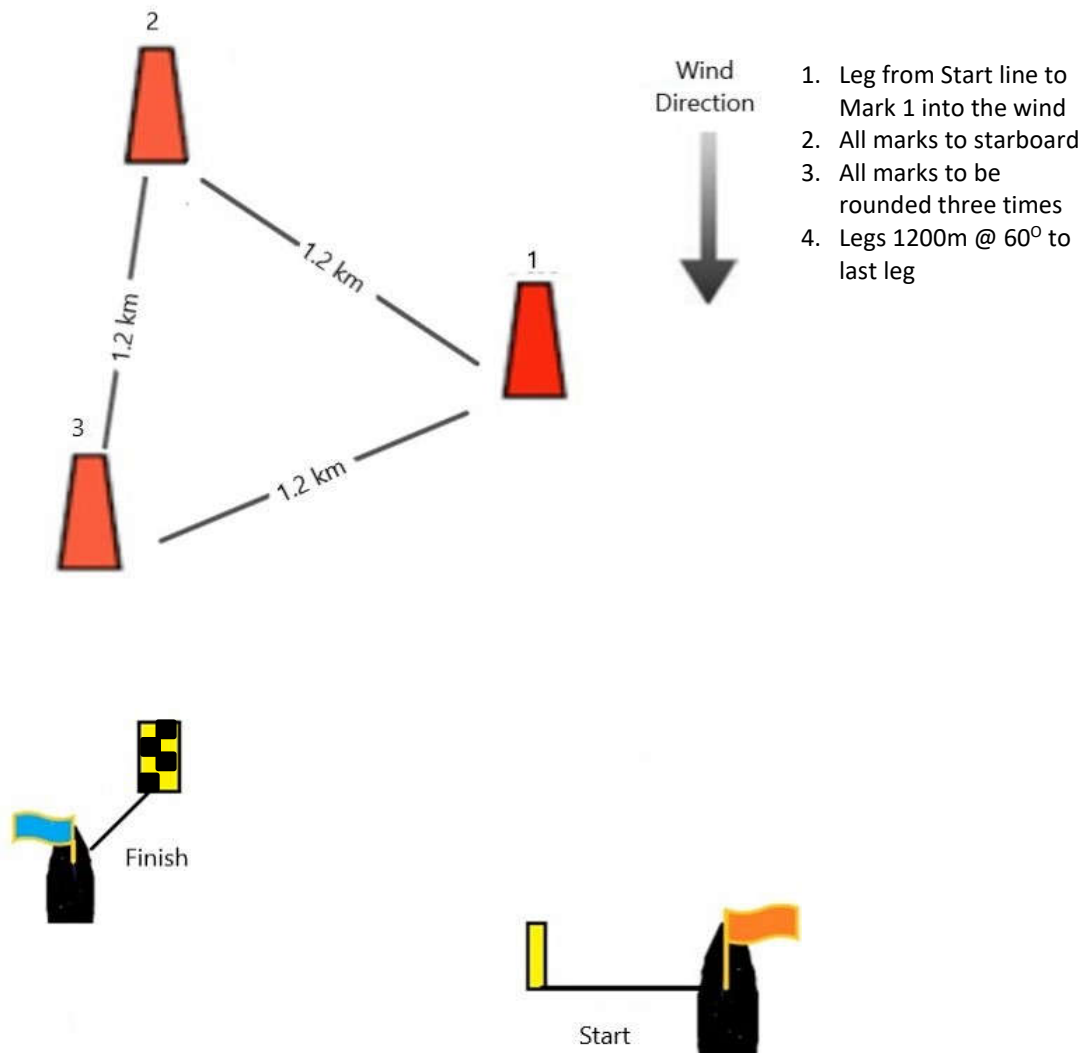 2
Wind
Direction
1. Leg from Start line to
Mark 1 into the wind
2. All marks to starboard
3. All marks to be
rounded three times
4. Legs 1200m @ 60⁰ to
last leg
1.2 km
1
1.2 km
3
1.2 km
Finish
Start